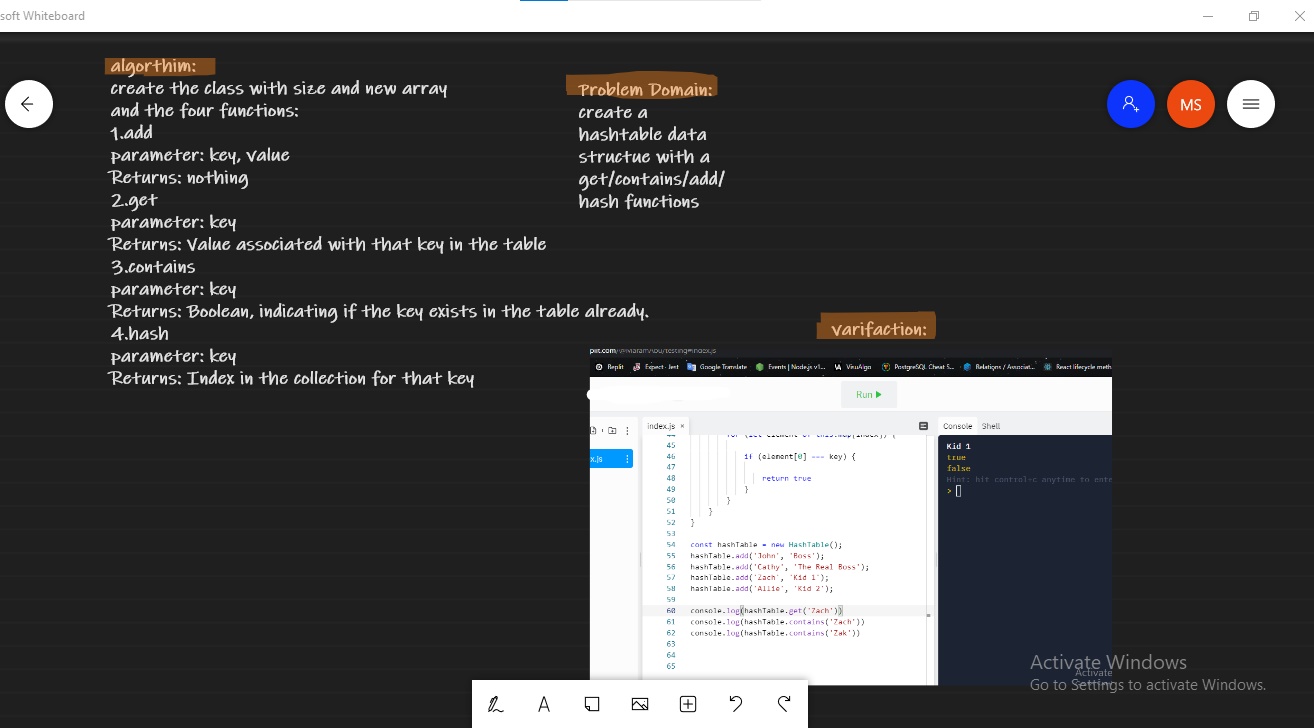 soft Whiteboard
algorthim:
create the class with size and new array
and the four functions:
1.add
parameter: key, value
Returns: nothing
2.get
parameter: key
Returns: Value associated with that key in the table
3.contains
parameter: key
Returns: Boolean, indicating if the key exists in the table already.
4.hash
parameter: key
Returns: Index in the collection for that key
Problem Domain:
create a
hashtable data
structue with a
get/contains/add/
hash functions
MS
varifaction:
Replit Expect · Jest Google Translate Events | Node.js v1... VisuAlgo PostgreSQL Cheat S... Relations / Associat... React lifecycle meth
Run
index.js ×
Console Shell
45
46 if (element[0] === key) {
47
48 return true
49 }
50 }
51 }
52 }
53
54 const hashTable = new HashTable();
55 hashTable.add('John', 'Boss');
56 hashTable.add('Cathy', 'The Real Boss');
57 hashTable.add('Zach', 'Kid 1');
58 hashTable.add('Allie', 'Kid 2');
59
60 console.log(hashTable.get('Zach'))
61 console.log(hashTable.contains('Zach'))
62 console.log(hashTable.contains('Zak'))
63
64
65
Kid 1
true
false
Hint: hit control+c anytime to ente
>
Activate Windows
Activate
Go to Settings to activate Windows.